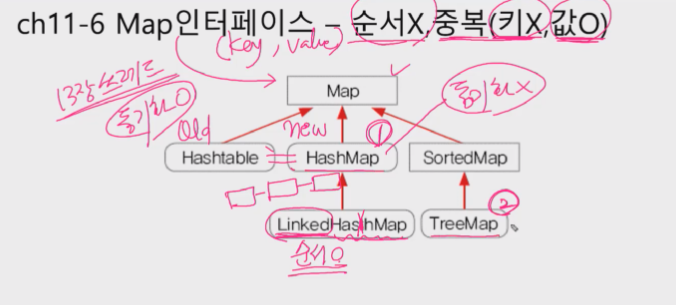 ch11-6 Map인터페이스 – 순서X,중복(키X,값O)
(key, value)
13장 쓰레드
Map
동기화X
동기화O
Old
new
①
Hashtable
HashMap
SortedMap
②
LinkedHashMap
TreeMap
순서O